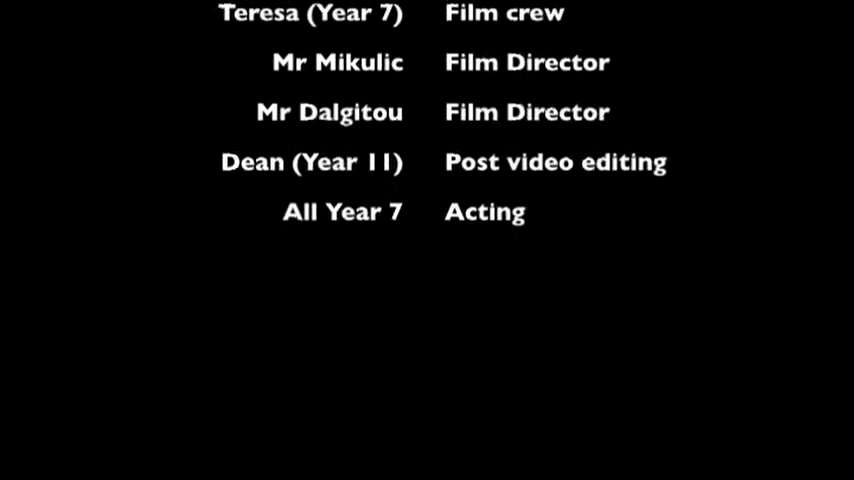 Teresa (Year 7) Film crew
Mr Mikulic Film Director
Mr Dalgitou Film Director
Dean (Year 11) Post video editing
All Year 7 Acting